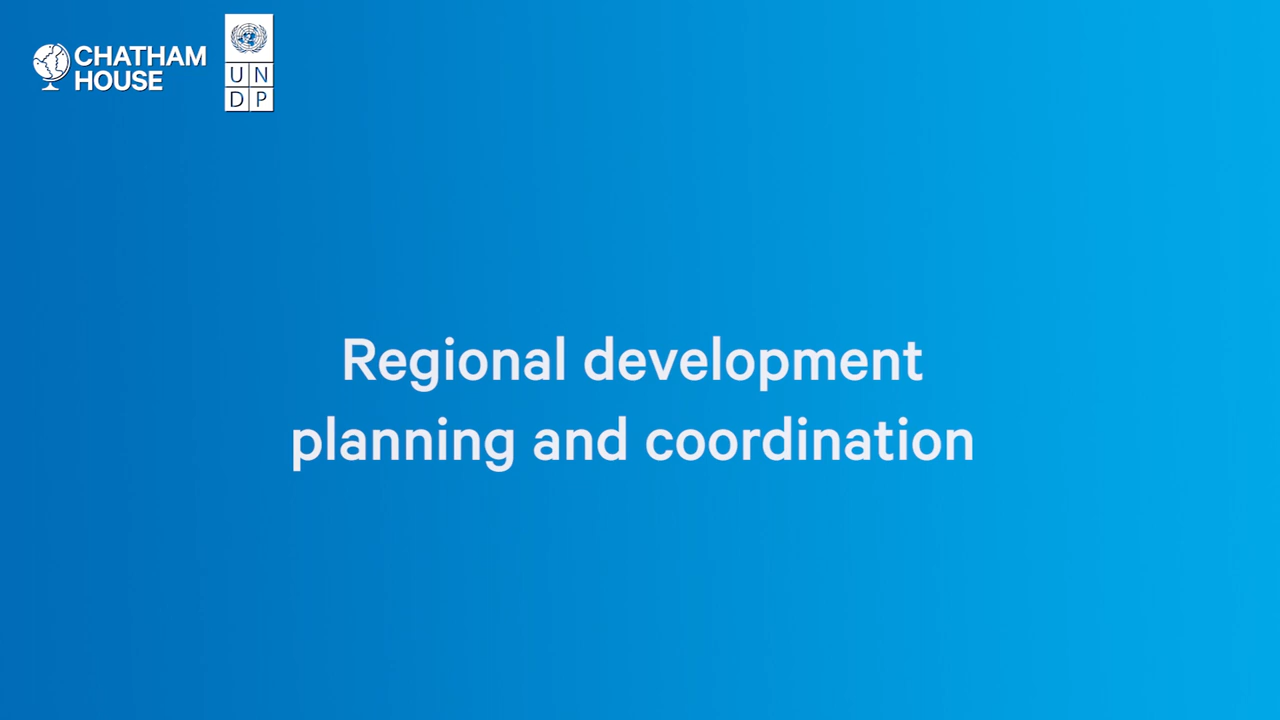 CHATHAM
HOUSE
U N
D P
Regional development
planning and coordination